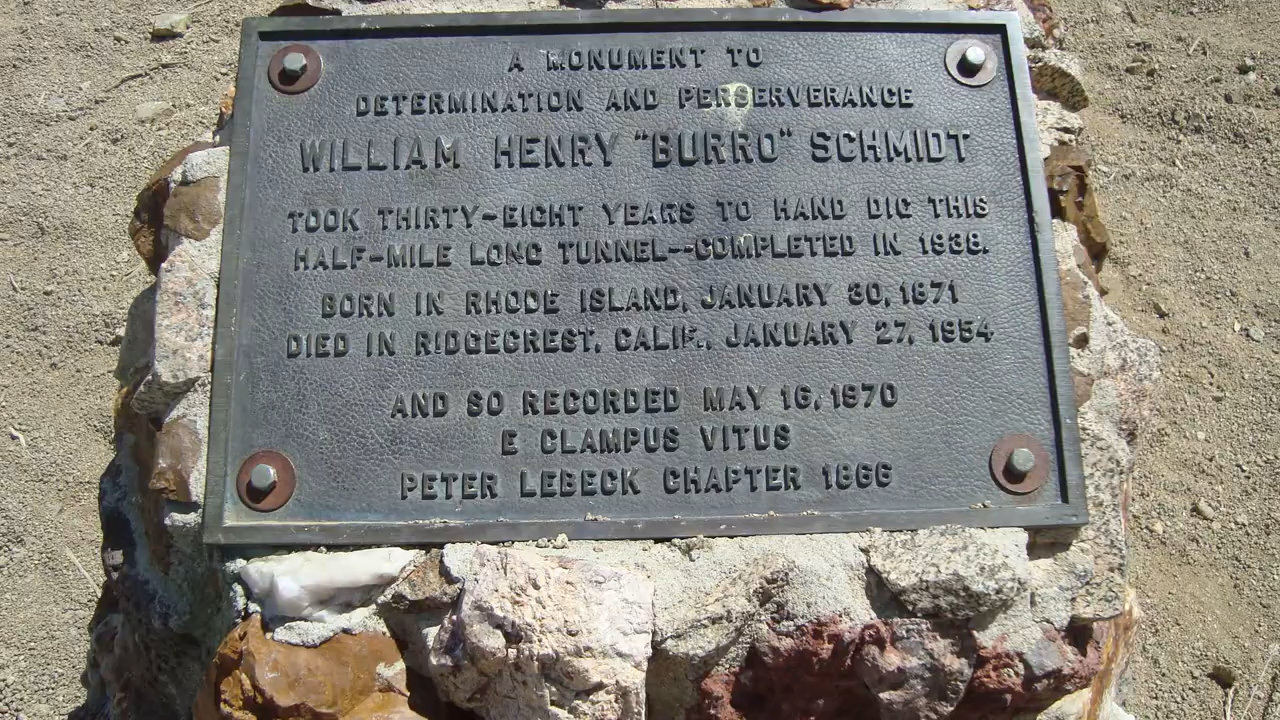 A MONUMENT TO
DETERMINATION AND PERSERVERANCE
WILLIAM HENRY "BURRO" SCHMIDT
TOOK THIRTY-EIGHT YEARS TO HAND DIG THIS
HALF-MILE LONG TUNNEL--COMPLETED IN 1938.
BORN IN RHODE ISLAND, JANUARY 30, 1871
DIED IN RIDGECREST, CALIF., JANUARY 27, 1954
AND SO RECORDED MAY 16, 1970
E CLAMPUS VITUS
PETER LEBECK CHAPTER 1866